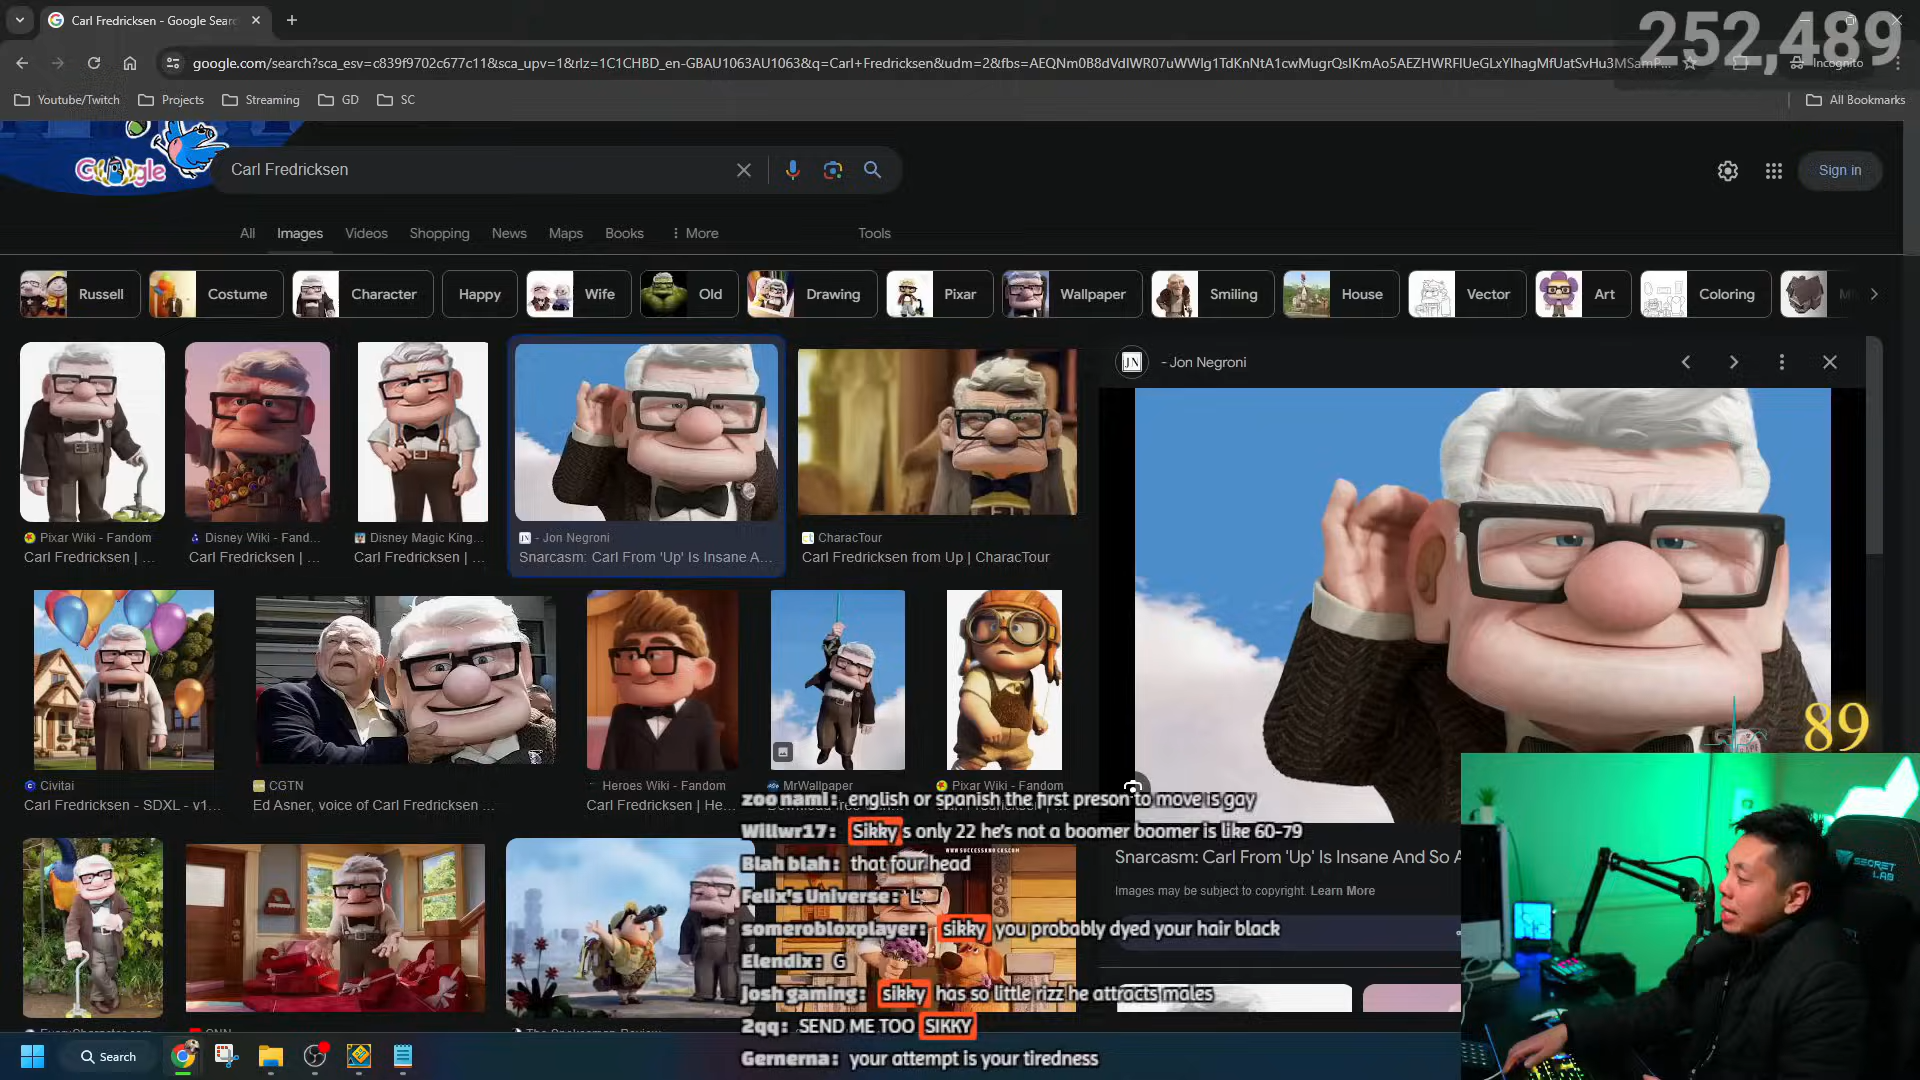 Carl Fredricksen - Google Searc
252,489
google.com/search?sca_esv=c839f9702c677c11&sca_upv=1&rlz=1C1CHBD_en-GBAU1063AU1063&q=Carl+Fredricksen&udm=2&fbs=
Incognito
Youtube/Twitch
Projects
Streaming
GD
SC
All Bookmarks
Google
Carl Fredricksen
Sign in
All
Images
Videos
Shopping
News
Maps
Books
More
Tools
Russell
Costume
Character
Happy
Wife
Old
Drawing
Pixar
Wallpaper
Smiling
House
Vector
Art
Coloring
JN - Jon Negroni
Pixar Wiki - Fandom
Carl Fredricksen | ...
Disney Wiki - Fand...
Carl Fredricksen | ...
Disney Magic King...
Carl Fredricksen | ...
- Jon Negroni
Snarcasm: Carl From 'Up' Is Insane A...
CharacTour
Carl Fredricksen from Up | CharacTour
89
Civitai
Carl Fredricksen - SDXL - v1...
CGTN
Ed Asner, voice of Carl Fredricksen ...
Heroes Wiki - Fandom
Carl Fredricksen | He...
MrWallpaper
Pixar Wiki - Fandom
zoo nami: english or spanish the first preson to move is gay
Willwr17: Sikky s only 22 he's not a boomer boomer is like 60-79
Blah blah: that four head
Felix's Universe: L
somerobloxplayer: sikky you probably dyed your hair black
Elendix: G
Josh gaming: sikky has so little rizz he attracts males
2qq: SEND ME TOO SIKKY
Gernerna: your attempt is your tiredness
Snarcasm: Carl From 'Up' Is Insane And So A
Images may be subject to copyright. Learn More
SECRET
LAB
Search